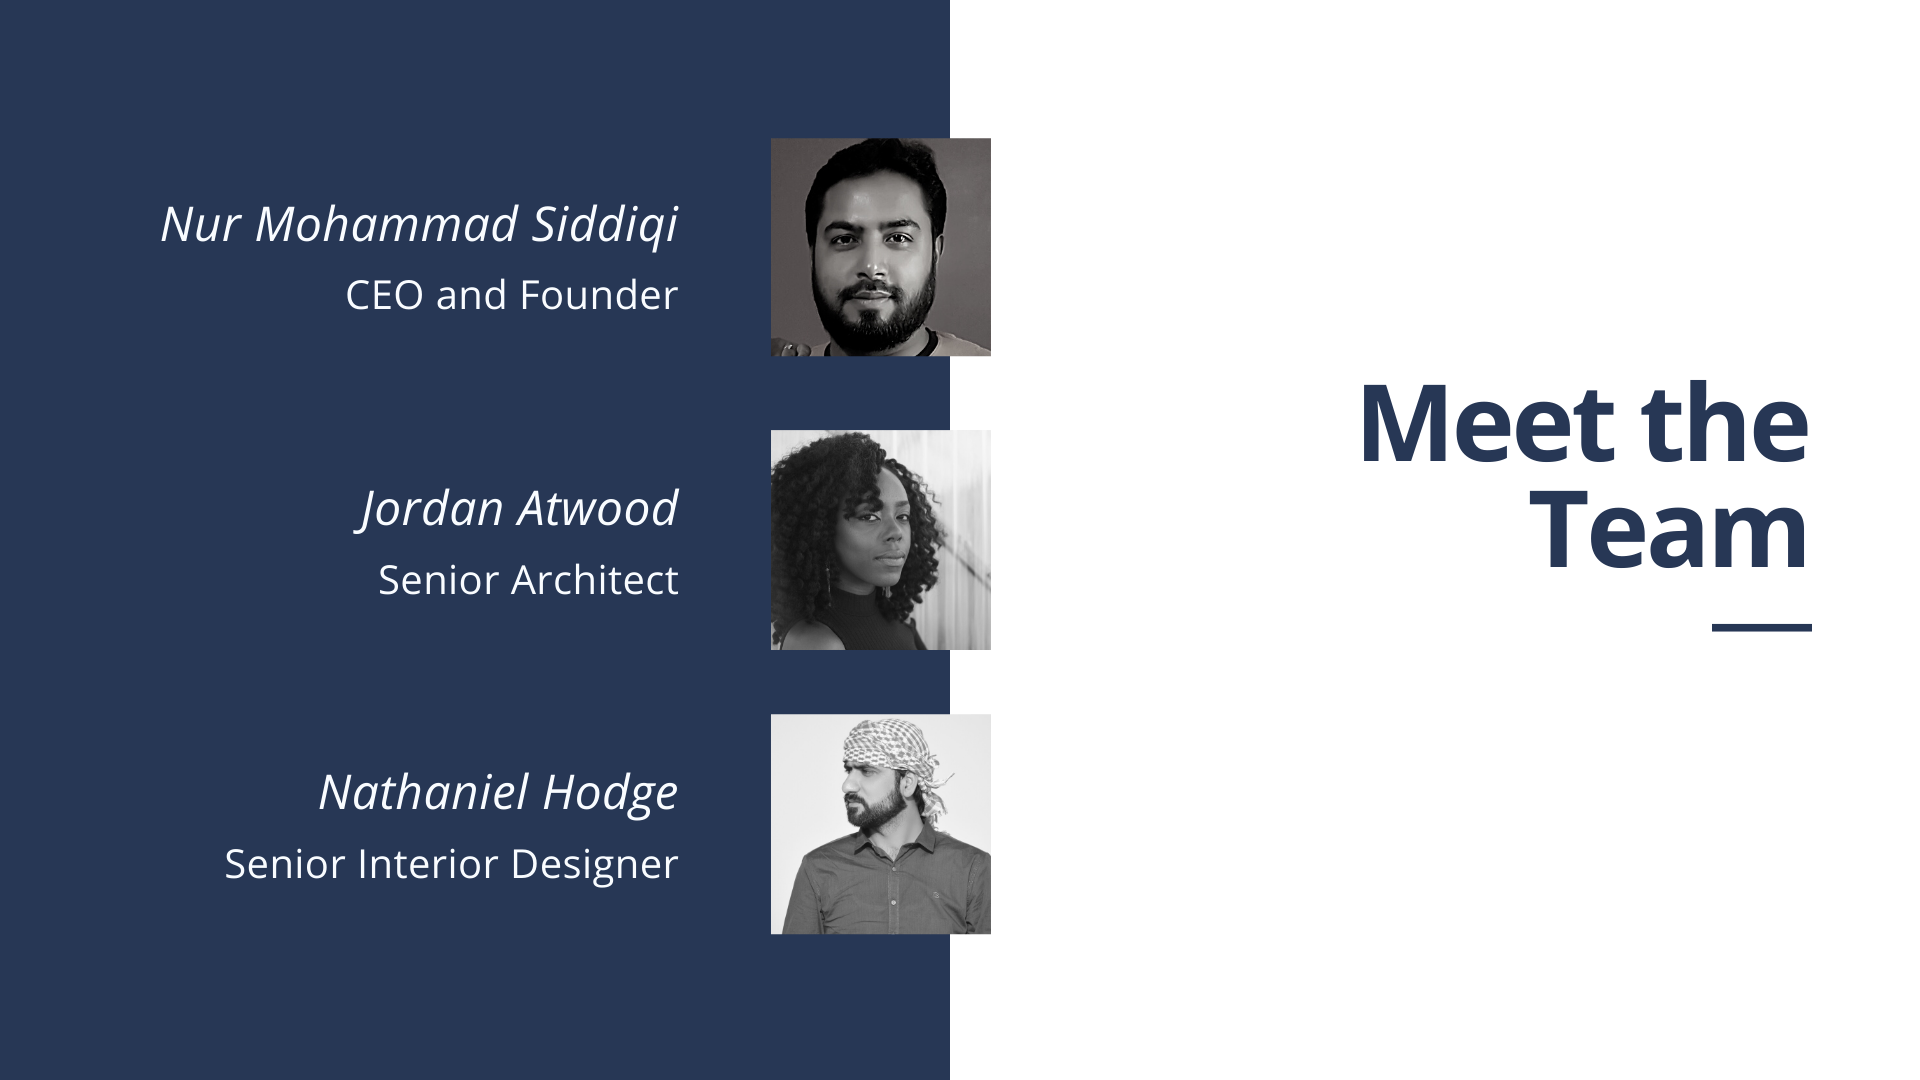 Nur Mohammad Siddiqi
CEO and Founder
Jordan Atwood
Senior Architect
Nathaniel Hodge
Senior Interior Designer
Meet the
Team